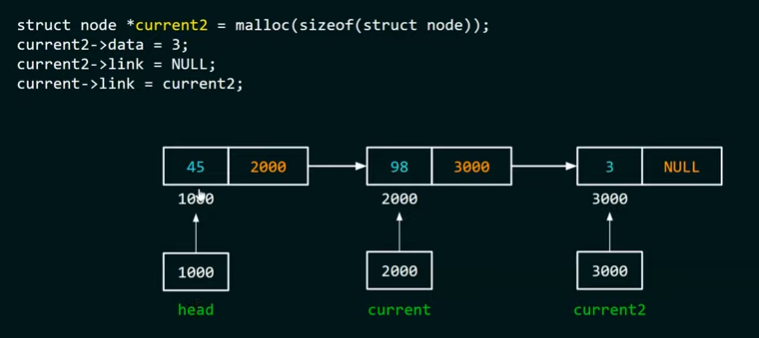 struct node *current2 = malloc(sizeof(struct node));
current2->data = 3;
current2->link = NULL;
current->link = current2;
45 2000 98 3000 3 NULL
1000 2000 3000
1000 2000 3000
head current current2